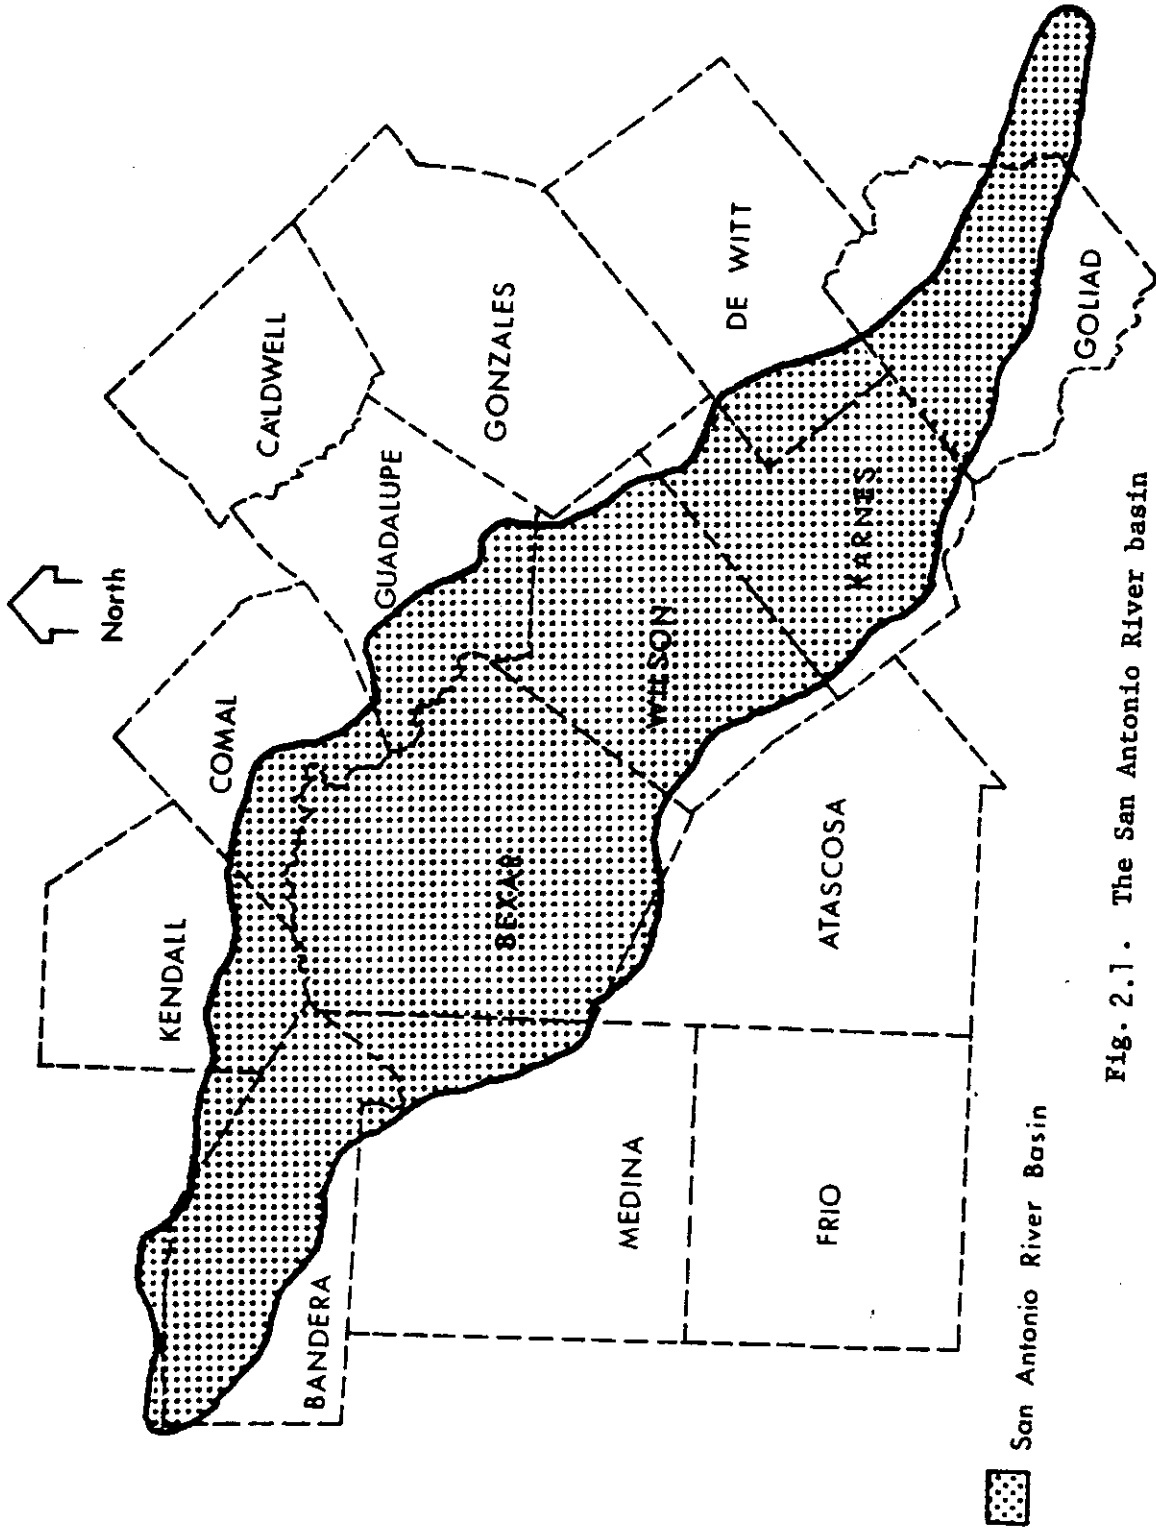 North
KENDALL
COMAL
CALDWELL
GUADALUPE
GONZALES
BANDERA
BEXAR
MEDINA
WILSON
DE WITT
FRIO
ATASCOSA
KARNES
GOLIAD
San Antonio River Basin
Fig. 2.1. The San Antonio River basin